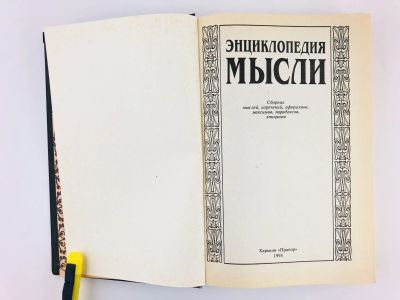 ЭНЦИКЛОПЕДИЯ
МЫСЛИ
Сборник
мыслей, изречений, афоризмов,
максимов, парадоксов,
эпиграмм
Харьков «Прапор»
1995